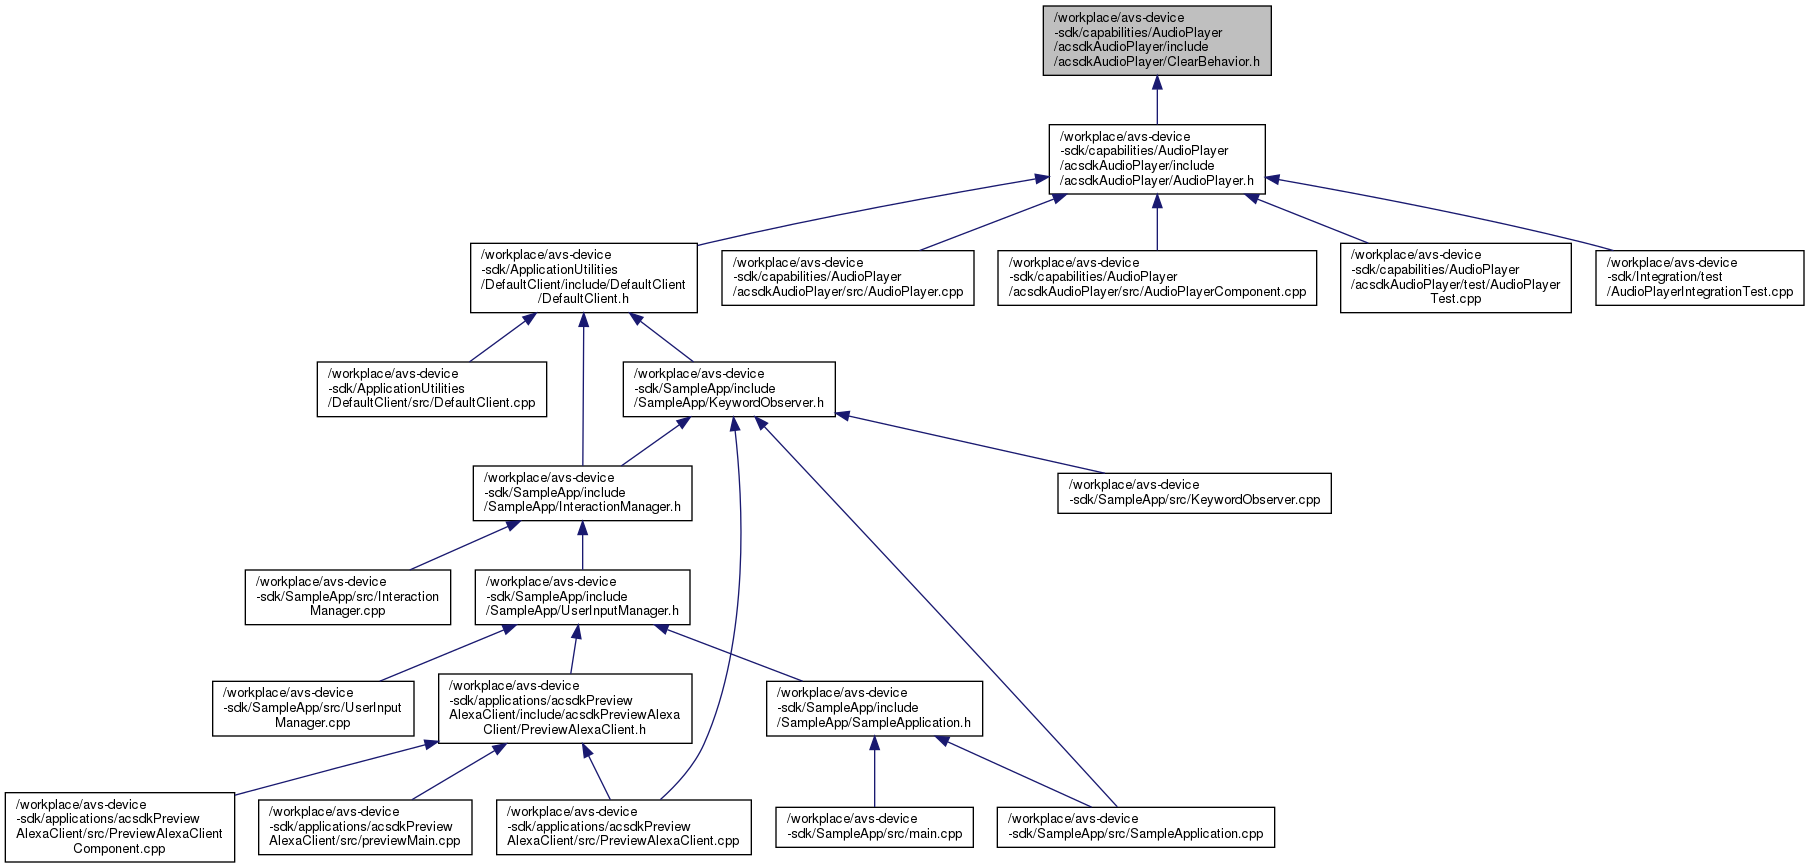 /workplace/avs-device
-sdk/capabilities/AudioPlayer
/acsdkAudioPlayer/include
/acsdkAudioPlayer/ClearBehavior.h
/workplace/avs-device
-sdk/capabilities/AudioPlayer
/acsdkAudioPlayer/include
/acsdkAudioPlayer/AudioPlayer.h
/workplace/avs-device
-sdk/ApplicationUtilities
/DefaultClient/include/DefaultClient
/DefaultClient.h
/workplace/avs-device
-sdk/capabilities/AudioPlayer
/acsdkAudioPlayer/src/AudioPlayer.cpp
/workplace/avs-device
-sdk/capabilities/AudioPlayer
/acsdkAudioPlayer/src/AudioPlayerComponent.cpp
/workplace/avs-device
-sdk/capabilities/AudioPlayer
/acsdkAudioPlayer/test/AudioPlayer
Test.cpp
/workplace/avs-device
-sdk/Integration/test
/AudioPlayerIntegrationTest.cpp
/workplace/avs-device
-sdk/ApplicationUtilities
/DefaultClient/src/DefaultClient.cpp
/workplace/avs-device
-sdk/SampleApp/include
/SampleApp/KeywordObserver.h
/workplace/avs-device
-sdk/SampleApp/include
/SampleApp/InteractionManager.h
/workplace/avs-device
-sdk/SampleApp/src/KeywordObserver.cpp
/workplace/avs-device
-sdk/SampleApp/src/Interaction
Manager.cpp
/workplace/avs-device
-sdk/SampleApp/include
/SampleApp/UserInputManager.h
/workplace/avs-device
-sdk/SampleApp/src/UserInput
Manager.cpp
/workplace/avs-device
-sdk/applications/acsdkPreview
AlexaClient/include/acsdkPreviewAlexa
Client/PreviewAlexaClient.h
/workplace/avs-device
-sdk/SampleApp/include
/SampleApp/SampleApplication.h
/workplace/avs-device
-sdk/applications/acsdkPreview
AlexaClient/src/PreviewAlexaClient
Component.cpp
/workplace/avs-device
-sdk/applications/acsdkPreview
AlexaClient/src/previewMain.cpp
/workplace/avs-device
-sdk/applications/acsdkPreview
AlexaClient/src/PreviewAlexaClient.cpp
/workplace/avs-device
-sdk/SampleApp/src/main.cpp
/workplace/avs-device
-sdk/SampleApp/src/SampleApplication.cpp